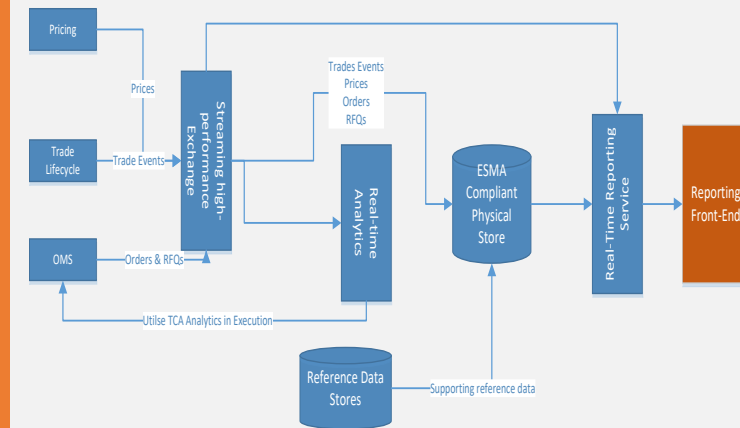 Pricing
Prices
Trade
Lifecycle
Trade Events
OMS
Orders & RFQs
Streaming high-
performance
Exchange
Trades Events
Prices
Orders
RFQs
Real-time
Analytics
Utilse TCA Analytics in Execution
ESMA
Compliant
Physical
Store
Real-Time Reporting
Service
Reporting
Front-End
Reference Data
Stores
Supporting reference data